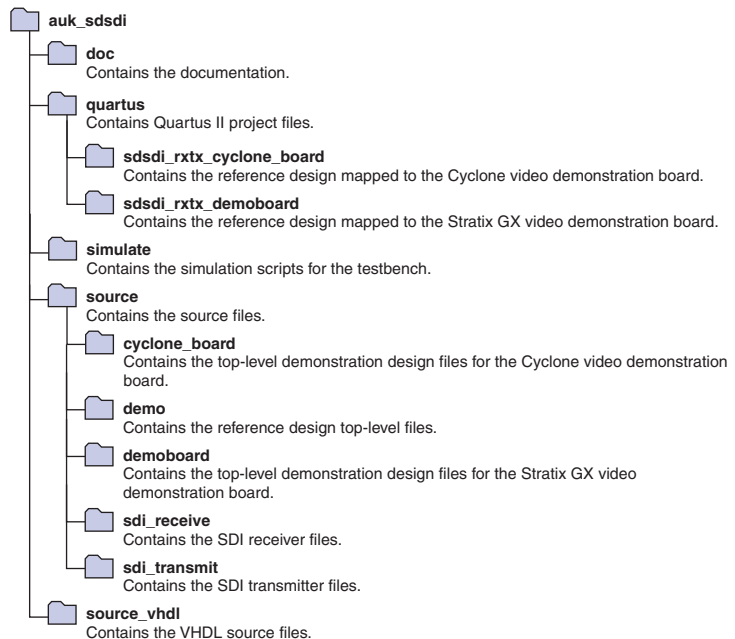 auk_sdsdi
doc
Contains the documentation.
quartus
Contains Quartus II project files.
sdsdi_rxtx_cyclone_board
Contains the reference design mapped to the Cyclone video demonstration board.
sdsdi_rxtx_demoboard
Contains the reference design mapped to the Stratix GX video demonstration board.
simulate
Contains the simulation scripts for the testbench.
source
Contains the source files.
cyclone_board
Contains the top-level demonstration design files for the Cyclone video demonstration
board.
demo
Contains the reference design top-level files.
demoboard
Contains the top-level demonstration design files for the Stratix GX video
demonstration board.
sdi_receive
Contains the SDI receiver files.
sdi_transmit
Contains the SDI transmitter files.
source_vhdl
Contains the VHDL source files.